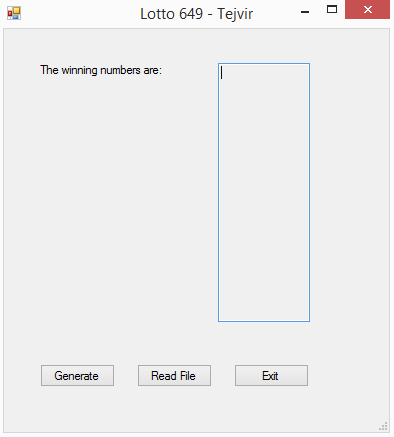 Lotto 649 - Tejvir
The winning numbers are:
Generate Read File Exit